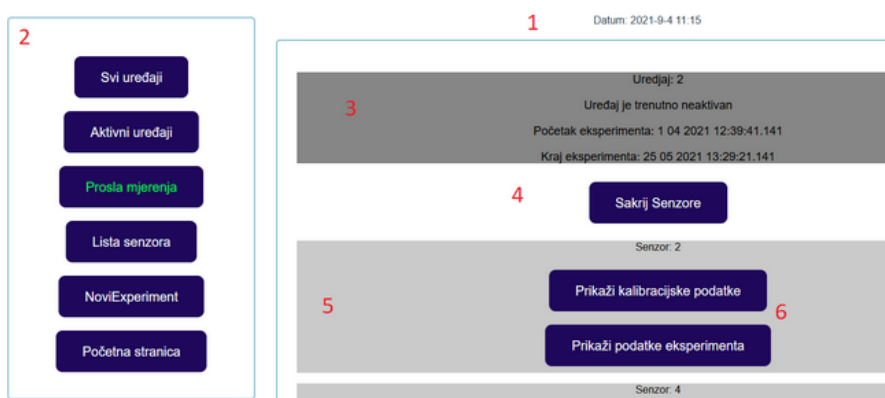 1
Datum: 2021-9-4 11:15
2
Svi uređaji
Aktivni uređaji
Prosla mjerenja
Lista senzora
NoviExperiment
Početna stranica
3
Uredjaj: 2
Uređaj je trenutno neaktivan
Početak eksperimenta: 1 04 2021 12:39:41.141
Kraj eksperimenta: 25 05 2021 13:29:21.141
4
Sakrij Senzore
5
Senzor: 2
Prikaži kalibracijske podatke
6
Prikaži podatke eksperimenta
Senzor: 4